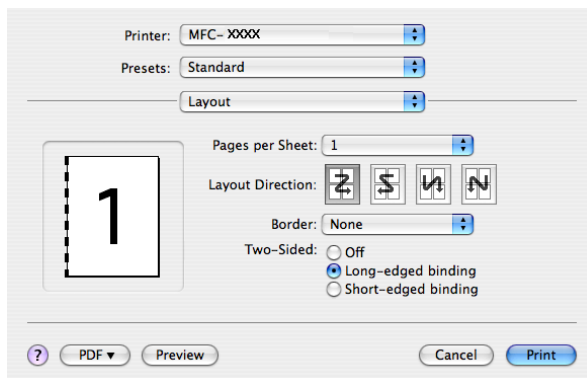 Printer: MFC- XXXX
Presets: Standard
Layout
Pages per Sheet: 1
Layout Direction:
Border: None
Two-Sided: Off
Long-edged binding
Short-edged binding
1
? PDF▼ Preview Cancel Print